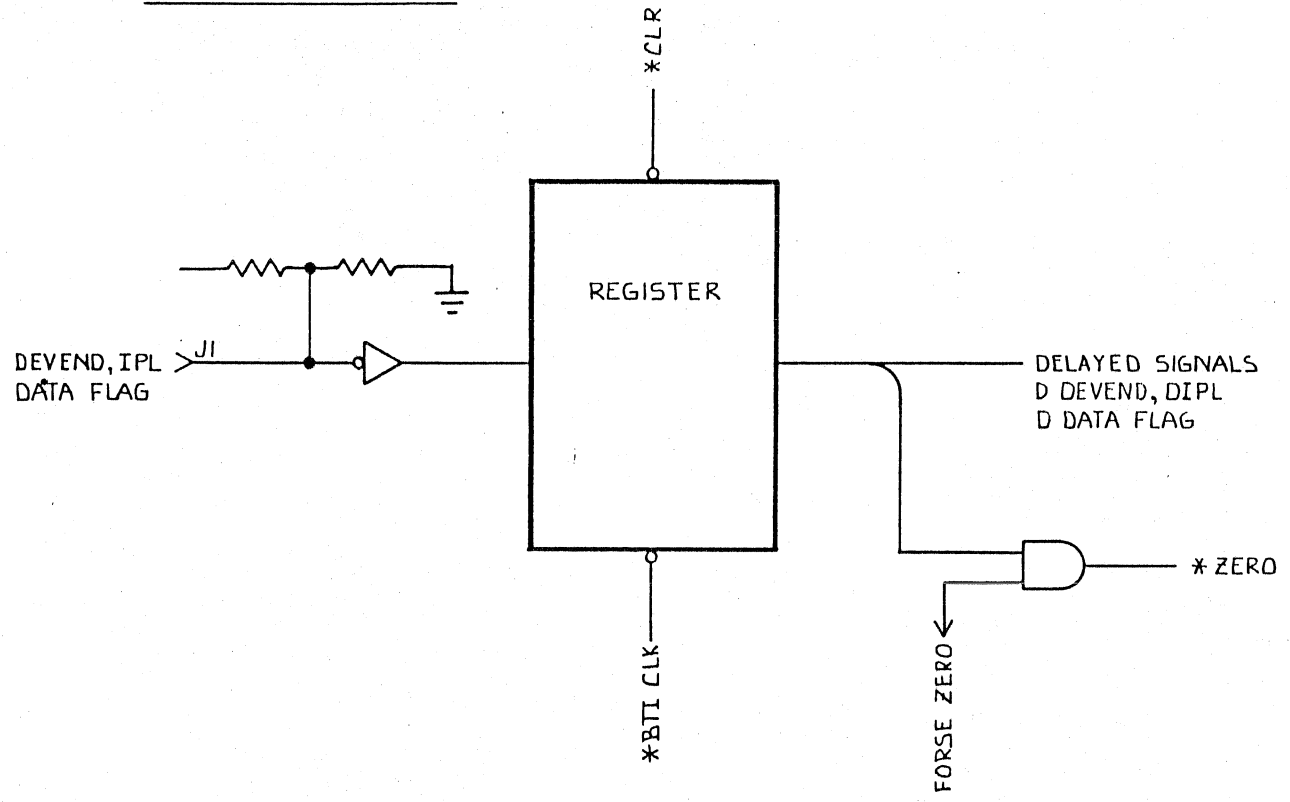 *CLR
REGISTER
J1
DEVEND, IPL
DATA FLAG
DELAYED SIGNALS
D DEVEND, DIPL
D DATA FLAG
* ZERO
*BTI CLK
FORSE ZERO